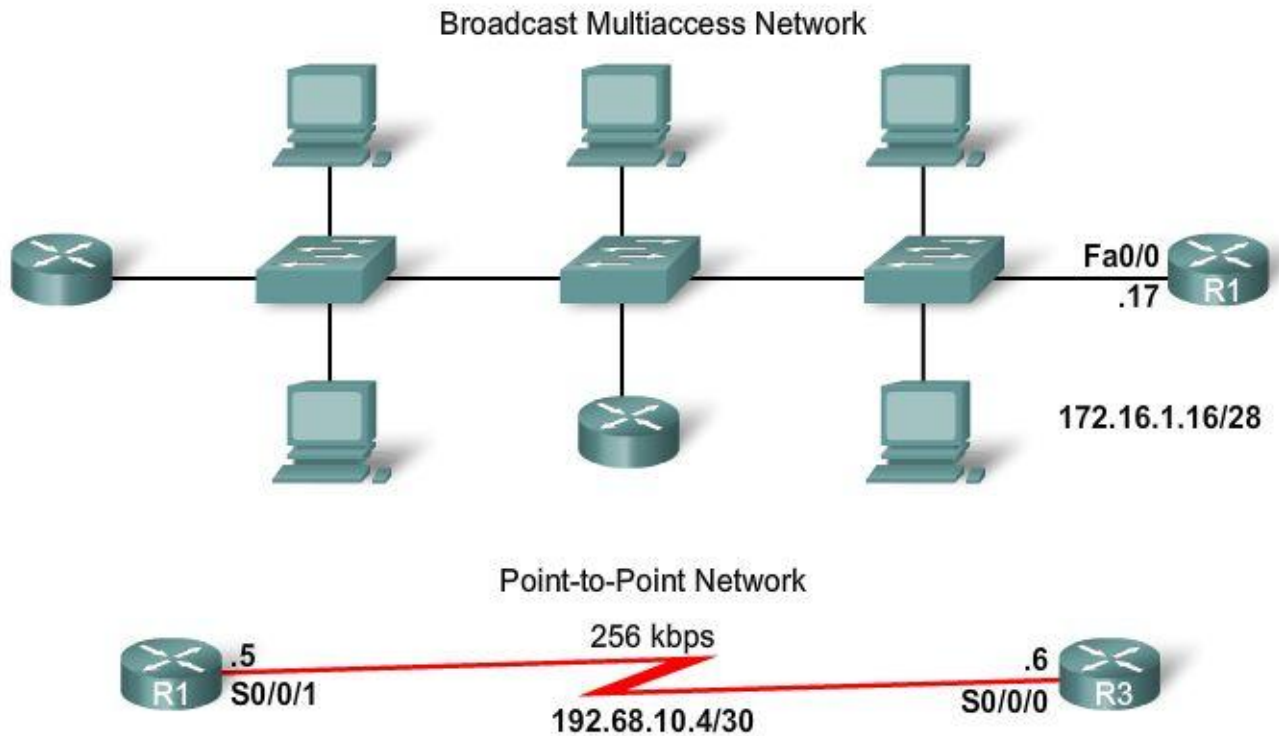 Broadcast Multiaccess Network
Fa0/0
.17
R1
172.16.1.16/28
Point-to-Point Network
256 kbps
.5
.6
R1
S0/0/1
S0/0/0
R3
192.68.10.4/30